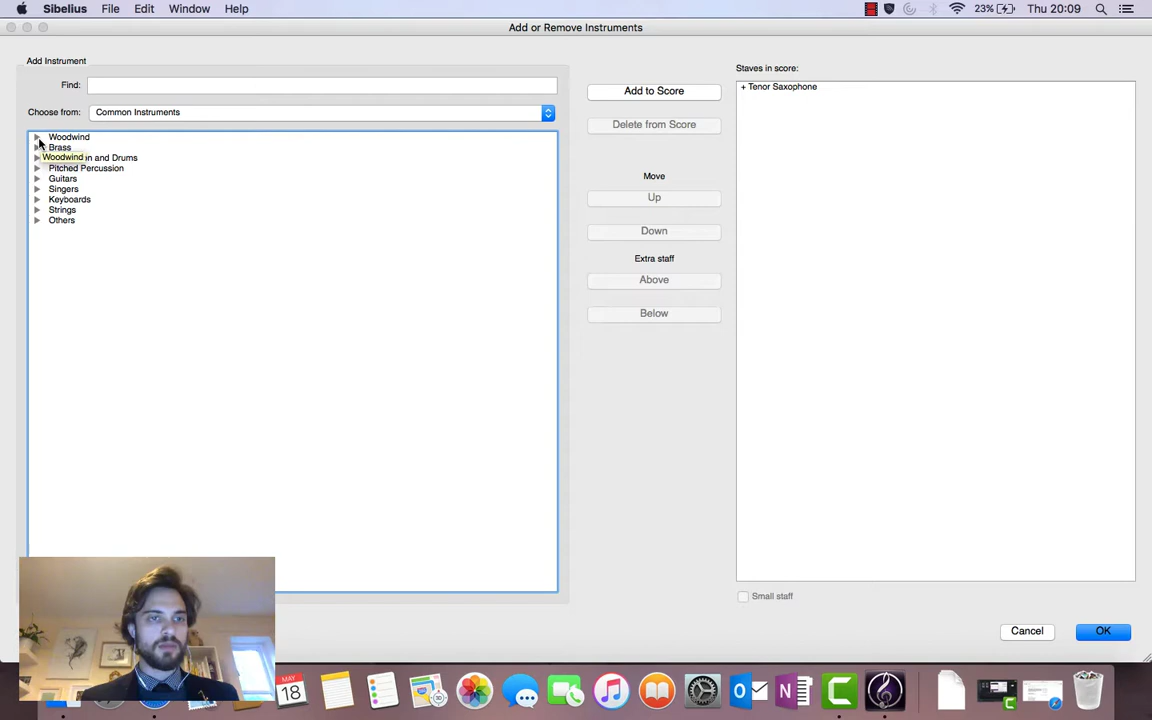 Sibelius File Edit Window Help 23% Thu 20:09
Add or Remove Instruments
Add Instrument
Find:
Choose from: Common Instruments
Woodwind
Brass
Woodwind n and Drums
Pitched Percussion
Guitars
Singers
Keyboards
Strings
Others
Add to Score
Delete from Score
Move
Up
Down
Extra staff
Above
Below
Staves in score:
+ Tenor Saxophone
Small staff
Cancel OK
MAY
18